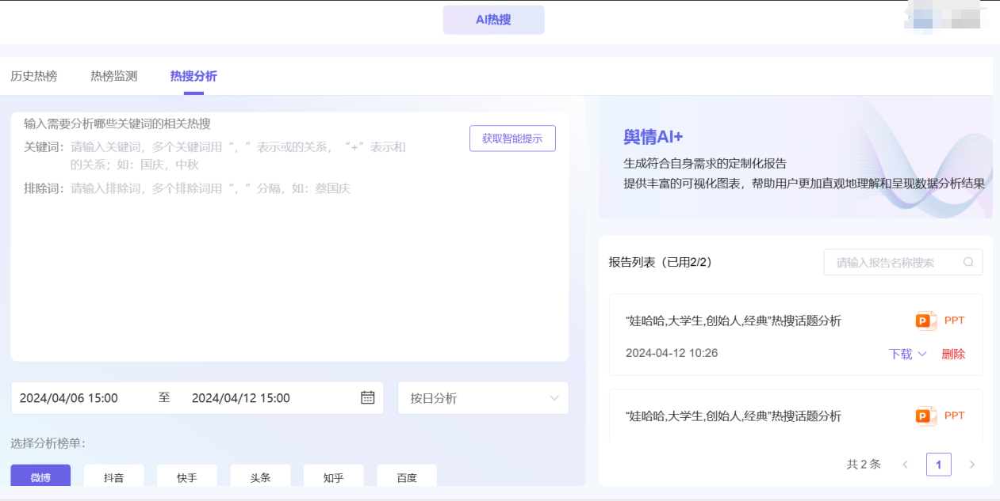 AI热搜
历史热榜
热榜监测
热搜分析
输入需要分析哪些关键词的相关热搜
获取智能提示
关键词：请输入关键词，多个关键词用“，”表示或的关系，“+”表示和
的关系；如：国庆，中秋
排除词：请输入排除词，多个排除词用“，”分隔，如：蔡国庆
2024/04/06 15:00
至
2024/04/12 15:00
按日分析
选择分析榜单：
微博
抖音
快手
头条
知乎
百度
舆情AI+
生成符合自身需求的定制化报告
提供丰富的可视化图表，帮助用户更加直观地理解和呈现数据分析结果
报告列表（已用2/2）
请输入报告名称搜索
“娃哈哈,大学生,创始人,经典”热搜话题分析
P PPT
2024-04-12 10:26
下载
删除
“娃哈哈,大学生,创始人,经典”热搜话题分析
P PPT
共 2 条
1